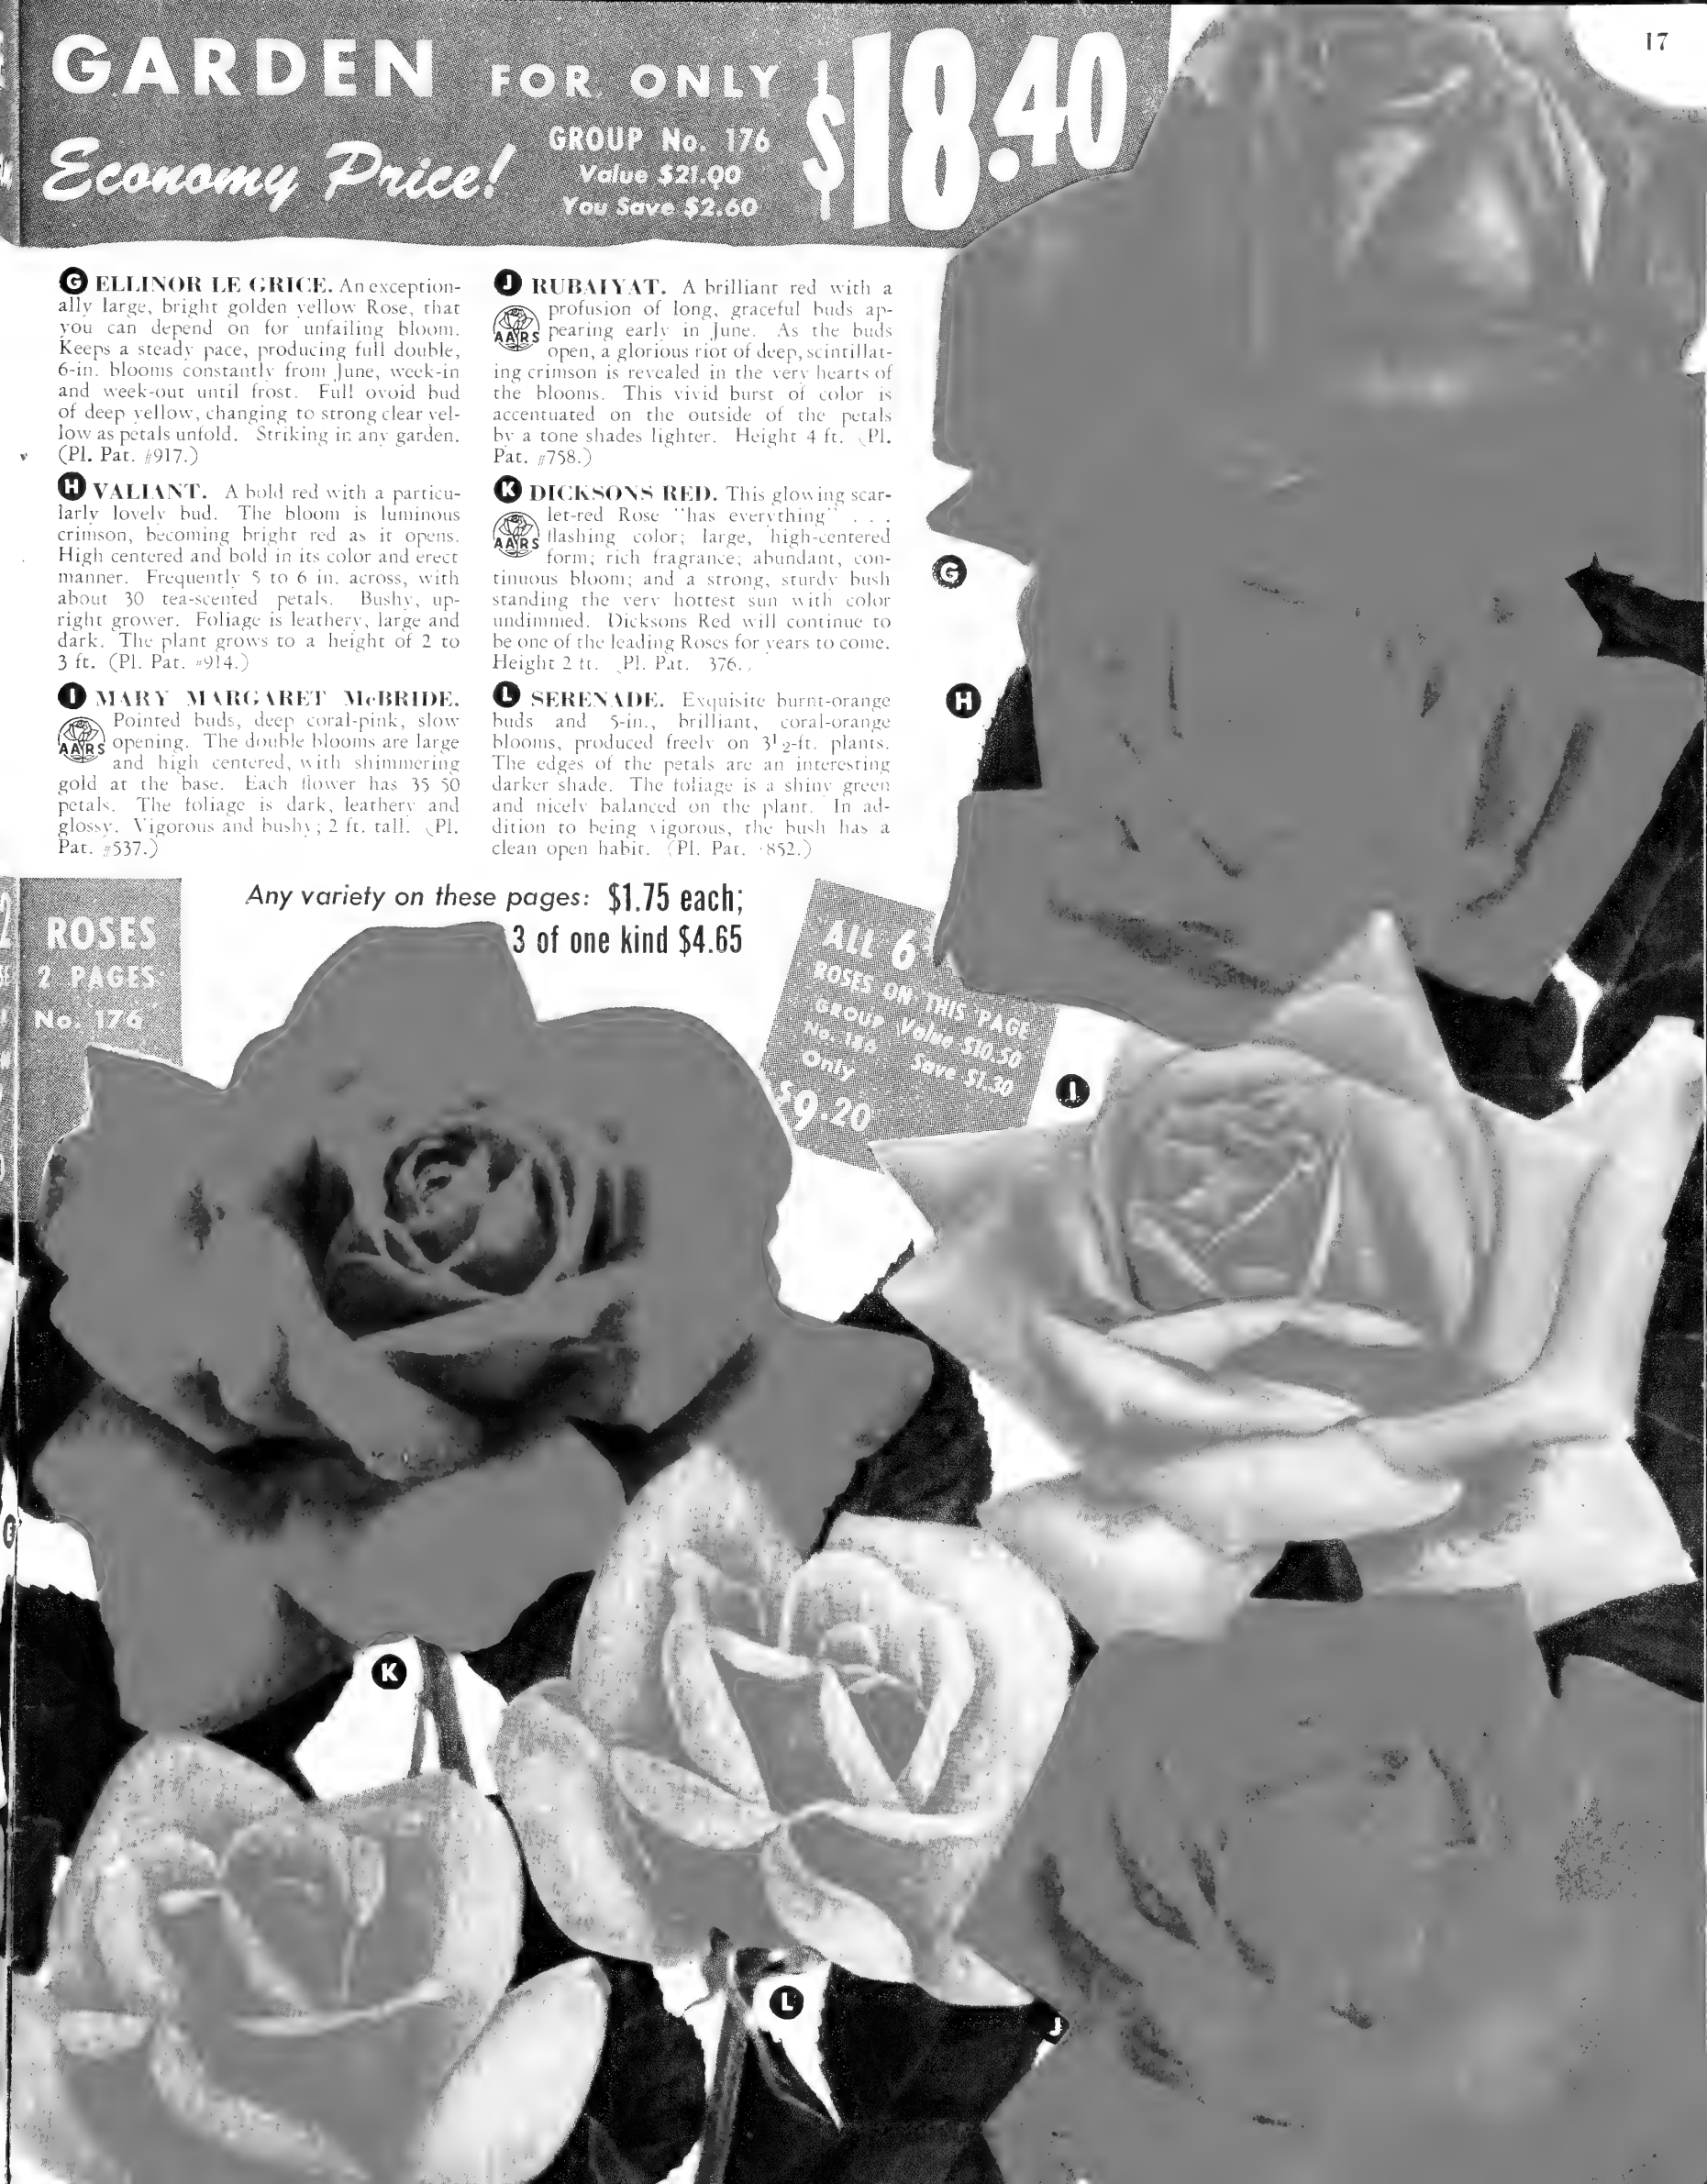 GARDEN FOR ONLY $18.40
Economy Price!
GROUP No. 176
Value $21.00
You Save $2.60
17
G ELLINOR LE GRICE. An exception-
ally large, bright golden yellow Rose, that
you can depend on for unfailing bloom.
Keeps a steady pace, producing full double,
6-in. blooms constantly from June, week-in
and week-out until frost. Full ovoid bud
of deep yellow, changing to strong clear yel-
low as petals unfold. Striking in any garden.
(Pl. Pat. #917.)
H VALIANT. A bold red with a particu-
larly lovely bud. The bloom is luminous
crimson, becoming bright red as it opens.
High centered and bold in its color and erect
manner. Frequently 5 to 6 in. across, with
about 30 tea-scented petals. Bushy, up-
right grower. Foliage is leathery, large and
dark. The plant grows to a height of 2 to
3 ft. (Pl. Pat. #914.)
I MARY MARGARET McBRIDE.
AARS Pointed buds, deep coral-pink, slow
opening. The double blooms are large
and high centered, with shimmering
gold at the base. Each flower has 35 50
petals. The foliage is dark, leathery and
glossy. Vigorous and bushy; 2 ft. tall. (Pl.
Pat. #537.)
J RUBAIYAT. A brilliant red with a
AARS profusion of long, graceful buds ap-
pearing early in June. As the buds
open, a glorious riot of deep, scintillat-
ing crimson is revealed in the very hearts of
the blooms. This vivid burst of color is
accentuated on the outside of the petals
by a tone shades lighter. Height 4 ft. (Pl.
Pat. #758.)
K DICKSONS RED. This glowing scar-
AARS let-red Rose "has everything" . . .
flashing color; large, high-centered
form; rich fragrance; abundant, con-
tinuous bloom; and a strong, sturdy bush
standing the very hottest sun with color
undimmed. Dicksons Red will continue to
be one of the leading Roses for years to come.
Height 2 ft. Pl. Pat. 376.
L SERENADE. Exquisite burnt-orange
buds and 5-in., brilliant, coral-orange
blooms, produced freely on 3½-ft. plants.
The edges of the petals are an interesting
darker shade. The foliage is a shiny green
and nicely balanced on the plant. In ad-
dition to being vigorous, the bush has a
clean open habit. (Pl. Pat. 852.)
Any variety on these pages: $1.75 each;
3 of one kind $4.65
ROSES
2 PAGES
No. 176
ALL 6
ROSES ON THIS PAGE
GROUP Value $10.50
No. 186 Save $1.30
Only
$9.20
G
H
I
E
K
L
J